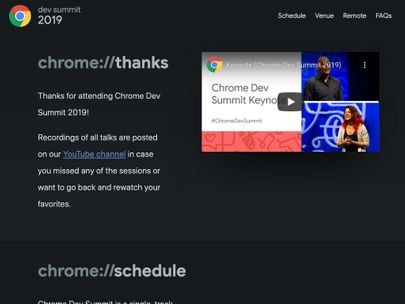 dev summit
2019
Schedule Venue Remote FAQs
chrome://thanks
Thanks for attending Chrome Dev
Summit 2019!
Recordings of all talks are posted
on our YouTube channel in case
you missed any of the sessions or
want to go back and rewatch your
favorites.
Keynote (Chrome Dev Summit 2019)
Chrome Dev
Summit Keynote
#ChromeDevSummit
chrome://schedule
Chrome Dev Summit is a single-track